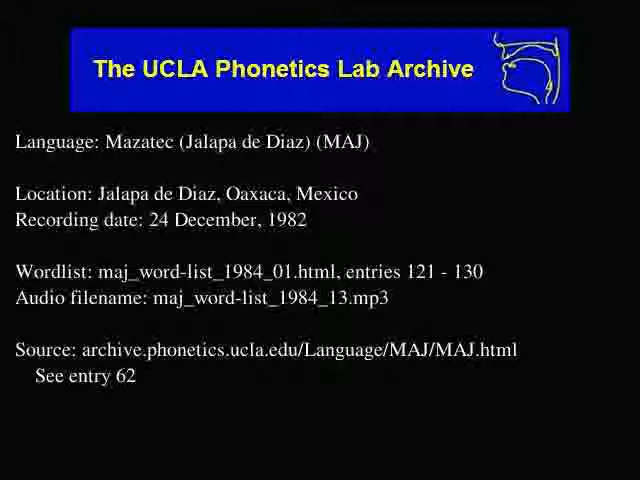 The UCLA Phonetics Lab Archive
Language: Mazatec (Jalapa de Diaz) (MAJ)
Location: Jalapa de Diaz, Oaxaca, Mexico
Recording date: 24 December, 1982
Wordlist: maj_word-list_1984_01.html, entries 121 - 130
Audio filename: maj_word-list_1984_13.mp3
Source: archive.phonetics.ucla.edu/Language/MAJ/MAJ.html
See entry 62